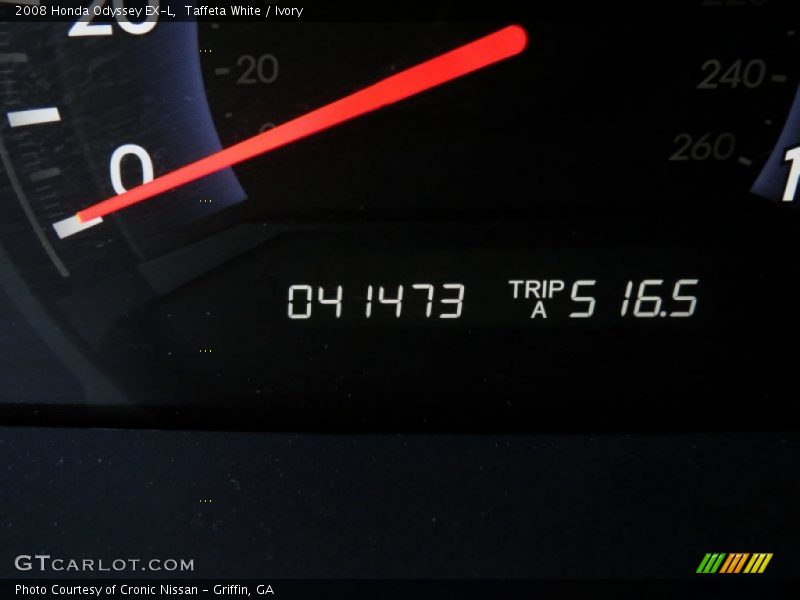 2008 Honda Odyssey EX-L, Taffeta White / Ivory
20
20
240
0
260
041473 TRIP A 516.5
GTCARLOT.COM
Photo Courtesy of Cronic Nissan - Griffin, GA